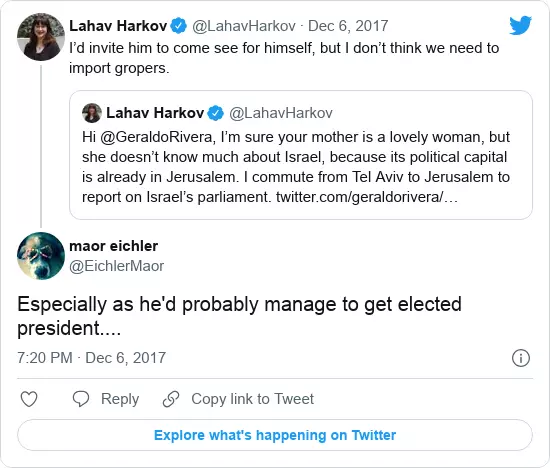 Lahav Harkov @LahavHarkov · Dec 6, 2017
I’d invite him to come see for himself, but I don’t think we need to
import gropers.
Lahav Harkov @LahavHarkov
Hi @GeraldoRivera, I’m sure your mother is a lovely woman, but
she doesn’t know much about Israel, because its political capital
is already in Jerusalem. I commute from Tel Aviv to Jerusalem to
report on Israel’s parliament. twitter.com/geraldorivera/…
maor eichler
@EichlerMaor
Especially as he'd probably manage to get elected
president....
7:20 PM · Dec 6, 2017
Reply Copy link to Tweet
Explore what's happening on Twitter